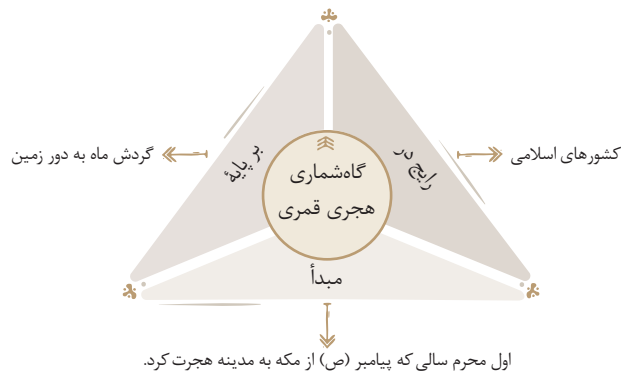 گاه‌شماری
هجری قمری
رایج در
کشورهای اسلامی
بر پایۀ
گردش ماه به دور زمین
مبدأ
اول محرم سالی که پیامبر (ص) از مکه به مدینه هجرت کرد.